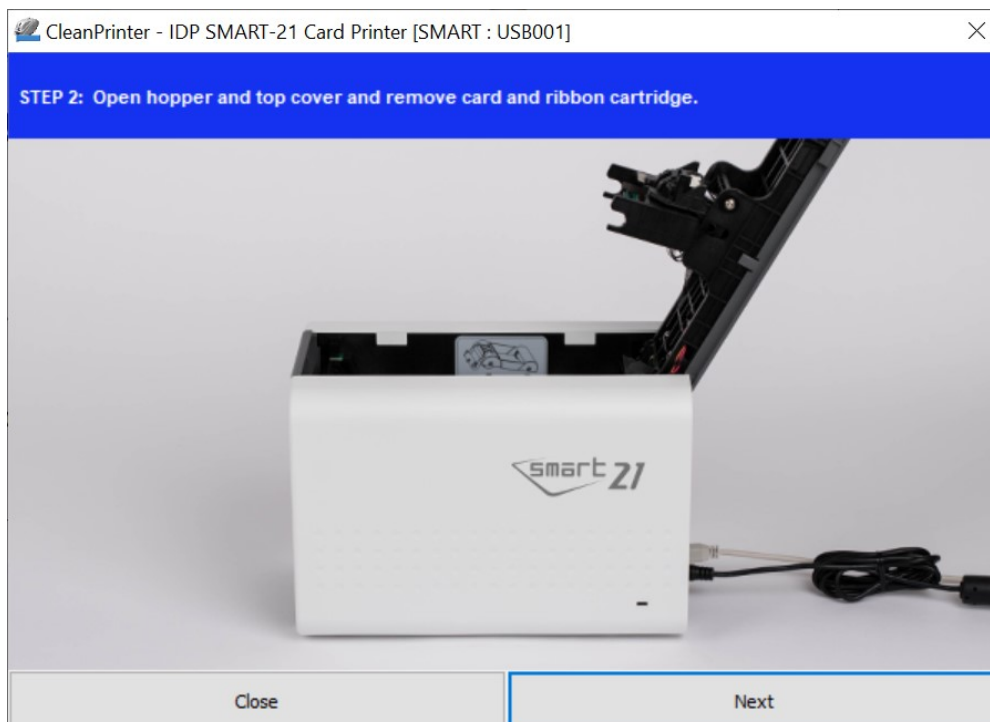 CleanPrinter - IDP SMART-21 Card Printer [SMART : USB001]
STEP 2: Open hopper and top cover and remove card and ribbon cartridge.
smart 21
Close
Next